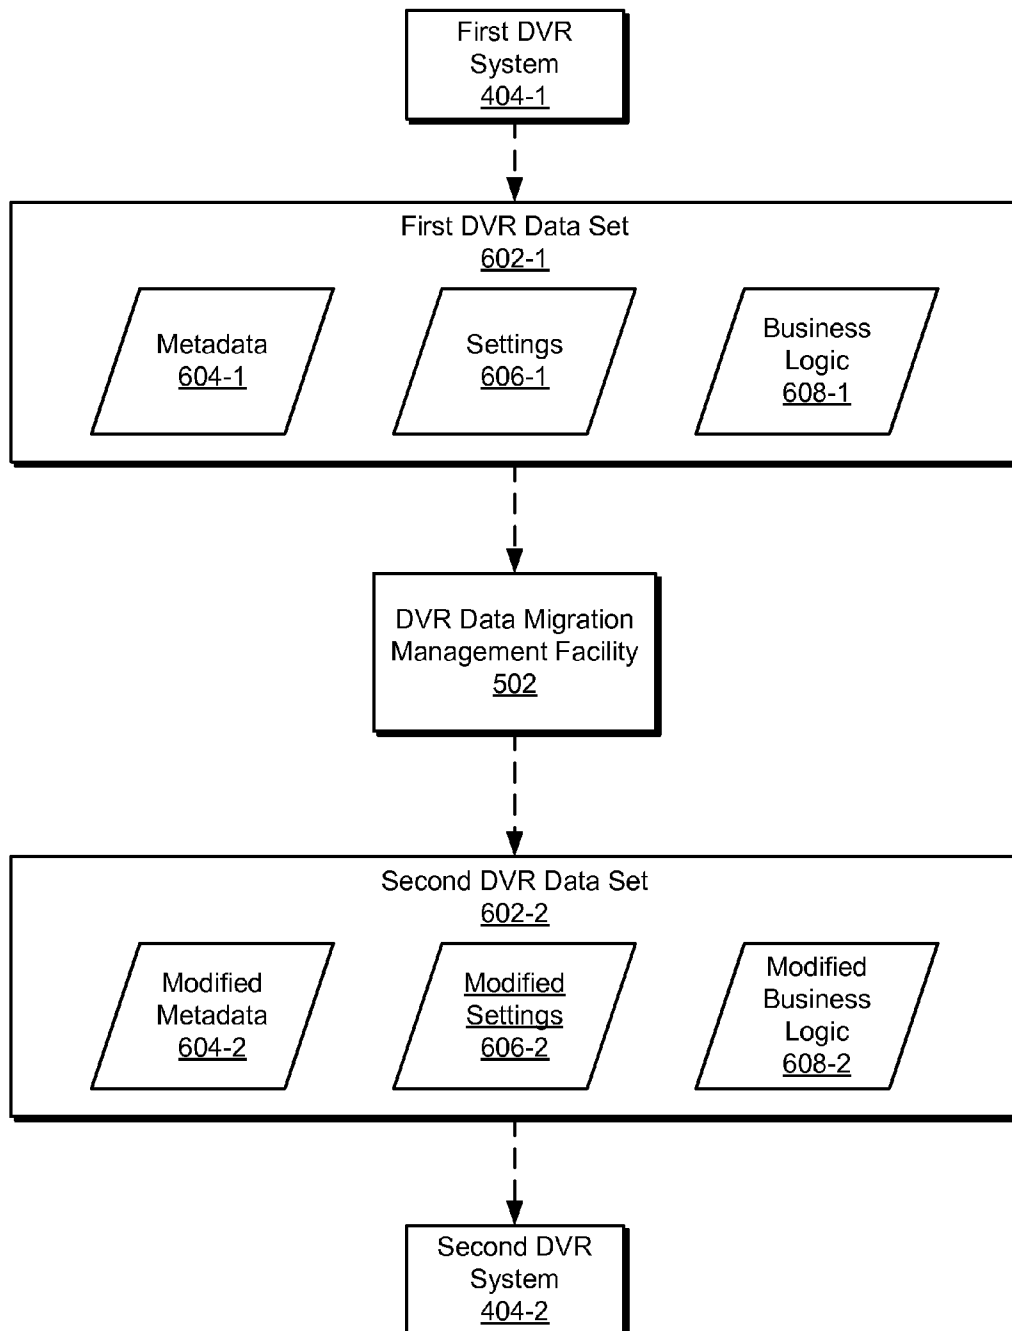 First DVR
System
404-1
First DVR Data Set
602-1
Metadata
604-1
Settings
606-1
Business
Logic
608-1
DVR Data Migration
Management Facility
502
Second DVR Data Set
602-2
Modified
Metadata
604-2
Modified
Settings
606-2
Modified
Business
Logic
608-2
Second DVR
System
404-2